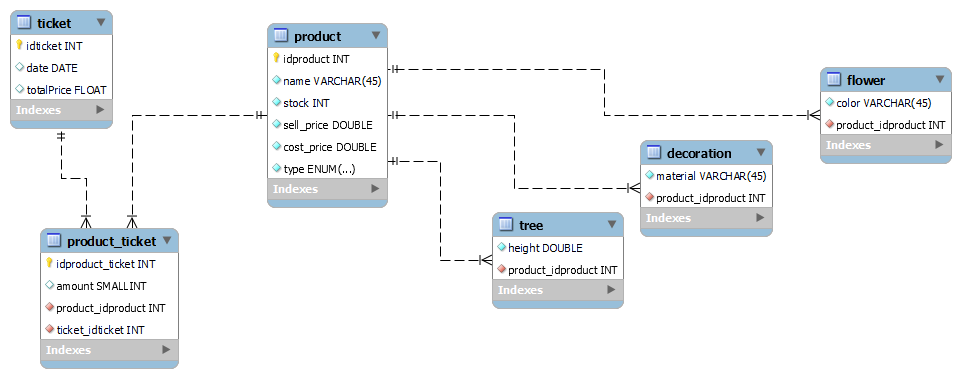 ticket
idticket INT
date DATE
totalPrice FLOAT
Indexes
product
idproduct INT
name VARCHAR(45)
stock INT
sell_price DOUBLE
cost_price DOUBLE
type ENUM(...)
Indexes
flower
color VARCHAR(45)
product_idproduct INT
Indexes
decoration
material VARCHAR(45)
product_idproduct INT
Indexes
tree
height DOUBLE
product_idproduct INT
Indexes
product_ticket
idproduct_ticket INT
amount SMALLINT
product_idproduct INT
ticket_idticket INT
Indexes